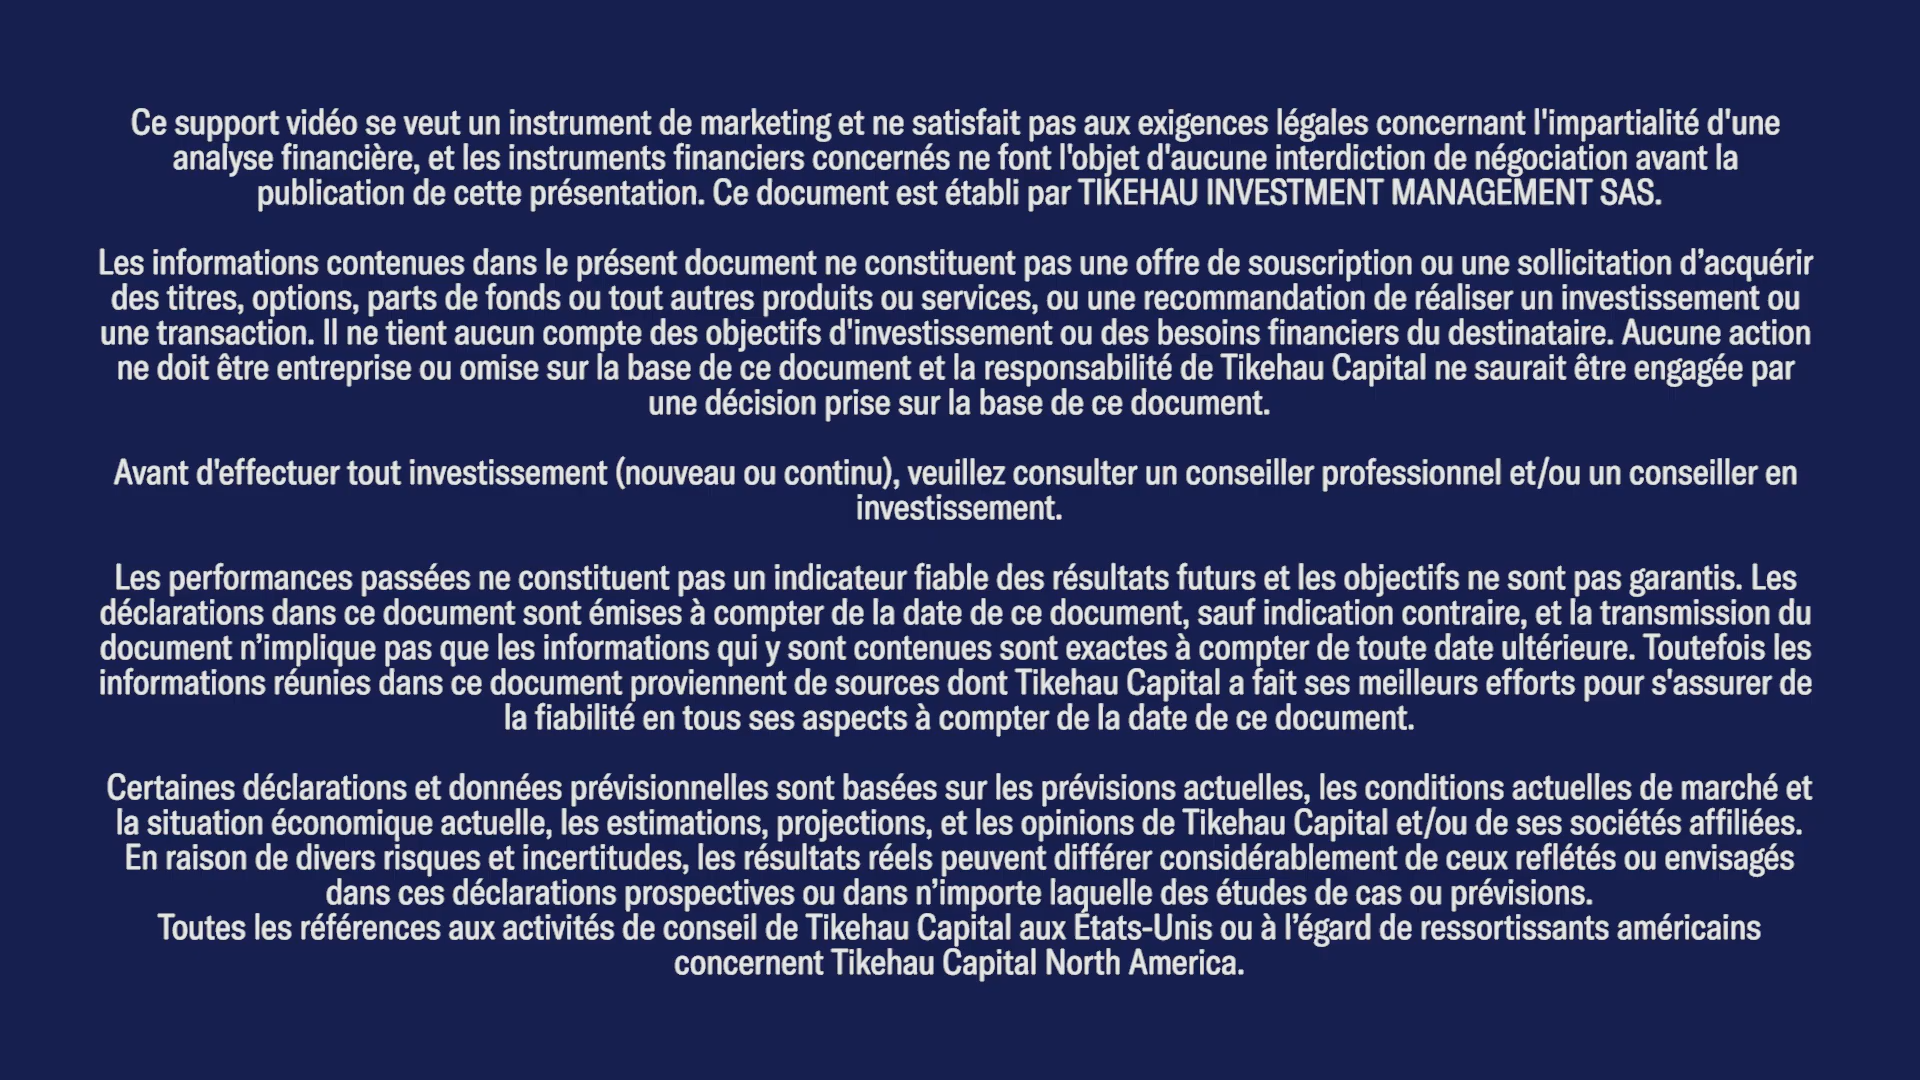 Ce support vidéo se veut un instrument de marketing et ne satisfait pas aux exigences légales concernant l'impartialité d'une
analyse financière, et les instruments financiers concernés ne font l'objet d'aucune interdiction de négociation avant la
publication de cette présentation. Ce document est établi par TIKEHAU INVESTMENT MANAGEMENT SAS.
Les informations contenues dans le présent document ne constituent pas une offre de souscription ou une sollicitation d’acquérir
des titres, options, parts de fonds ou tout autres produits ou services, ou une recommandation de réaliser un investissement ou
une transaction. Il ne tient aucun compte des objectifs d'investissement ou des besoins financiers du destinataire. Aucune action
ne doit être entreprise ou omise sur la base de ce document et la responsabilité de Tikehau Capital ne saurait être engagée par
une décision prise sur la base de ce document.
Avant d'effectuer tout investissement (nouveau ou continu), veuillez consulter un conseiller professionnel et/ou un conseiller en
investissement.
Les performances passées ne constituent pas un indicateur fiable des résultats futurs et les objectifs ne sont pas garantis. Les
déclarations dans ce document sont émises à compter de la date de ce document, sauf indication contraire, et la transmission du
document n’implique pas que les informations qui y sont contenues sont exactes à compter de toute date ultérieure. Toutefois les
informations réunies dans ce document proviennent de sources dont Tikehau Capital a fait ses meilleurs efforts pour s'assurer de
la fiabilité en tous ses aspects à compter de la date de ce document.
Certaines déclarations et données prévisionnelles sont basées sur les prévisions actuelles, les conditions actuelles de marché et
la situation économique actuelle, les estimations, projections, et les opinions de Tikehau Capital et/ou de ses sociétés affiliées.
En raison de divers risques et incertitudes, les résultats réels peuvent différer considérablement de ceux reflétés ou envisagés
dans ces déclarations prospectives ou dans n’importe laquelle des études de cas ou prévisions.
Toutes les références aux activités de conseil de Tikehau Capital aux États-Unis ou à l’égard de ressortissants américains
concernent Tikehau Capital North America.